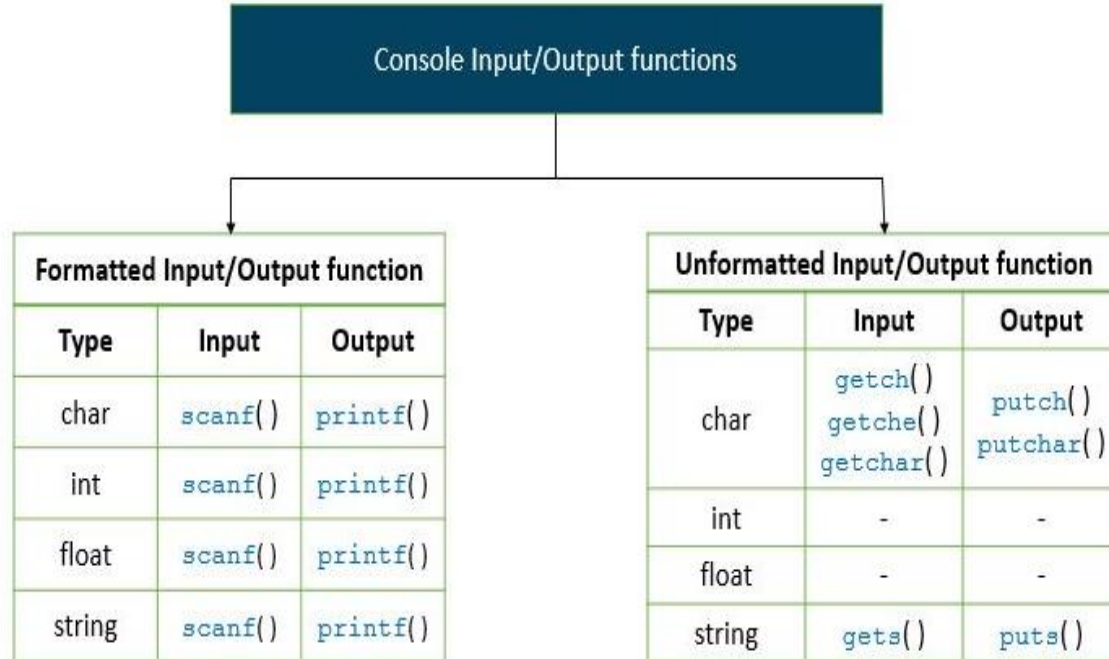 Console Input/Output functions
Formatted Input/Output function
Type Input Output
char scanf() printf()
int scanf() printf()
float scanf() printf()
string scanf() printf()
Unformatted Input/Output function
Type Input Output
char getch() getche() getchar() putch() putchar()
int - -
float - -
string gets() puts()